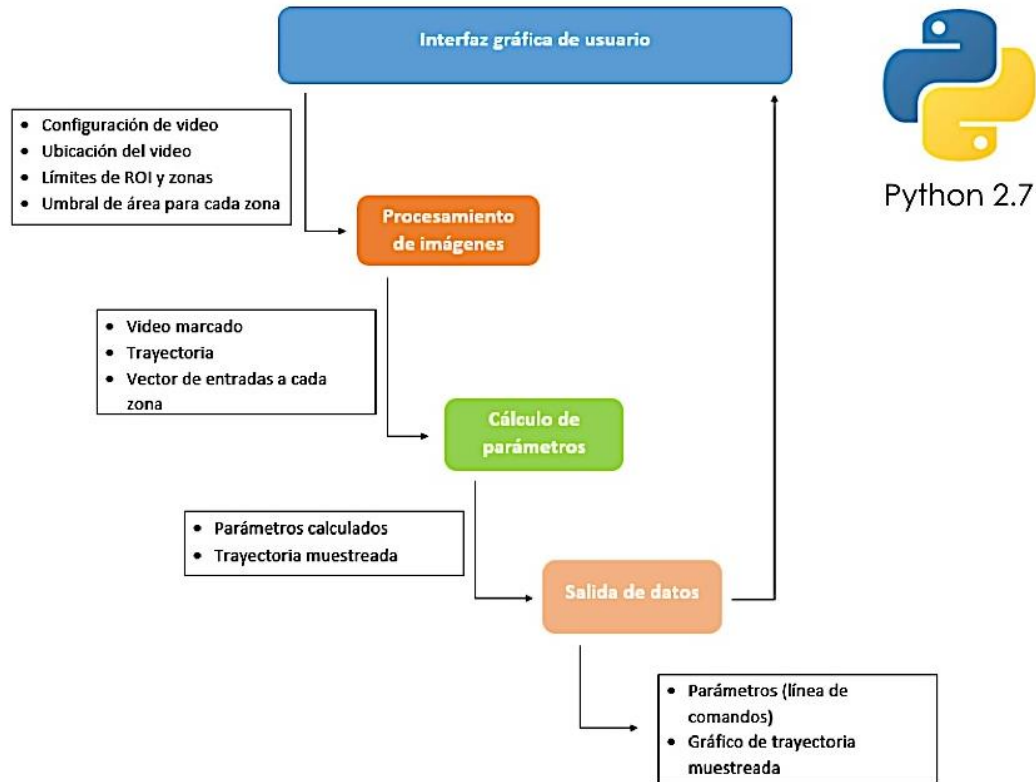 Interfaz gráfica de usuario
Python 2.7
• Configuración de video
• Ubicación del video
• Límites de ROI y zonas
• Umbral de área para cada zona
Procesamiento
de imágenes
• Video marcado
• Trayectoria
• Vector de entradas a cada
zona
Cálculo de
parámetros
• Parámetros calculados
• Trayectoria muestreada
Salida de datos
• Parámetros (línea de
comandos)
• Gráfico de trayectoria
muestreada